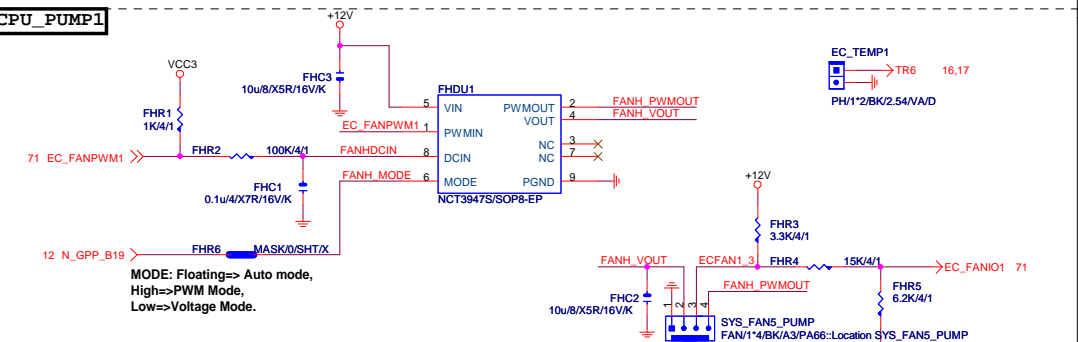 CPU_PUMP1
+12V
EC_TEMP1
TR6 16,17
PH/1*2/BK/2.54/VA/D
VCC3
FHC3
10u/8/X5R/16V/K
FHDU1
FHR1
1K/4/1
5 VIN PWMOUT 2 FANH_PWMOUT
VOUT 4 FANH_VOUT
EC_FANPWM1 1 PWMIN
NC 3
71 EC_FANPWM1 FHR2 100K/4/1 FANHDCIN 8 DCIN NC 7
FANH_MODE 6 MODE PGND 9
FHC1
0.1u/4/X7R/16V/K
NCT3947S/SOP8-EP
+12V
FHR3
3.3K/4/1
12 N_GPP_B19 FHR6 MASK/0/SHT/X
FANH_VOUT ECFAN1_3 FHR4 15K/4/1 EC_FANIO1 71
MODE: Floating=> Auto mode,
High=>PWM Mode,
Low=>Voltage Mode.
FANH_PWMOUT
FHR5
6.2K/4/1
FHC2
10u/8/X5R/16V/K
1 2 3 4
SYS_FAN5_PUMP
FAN/1*4/BK/A3/PA66::Location SYS_FAN5_PUMP